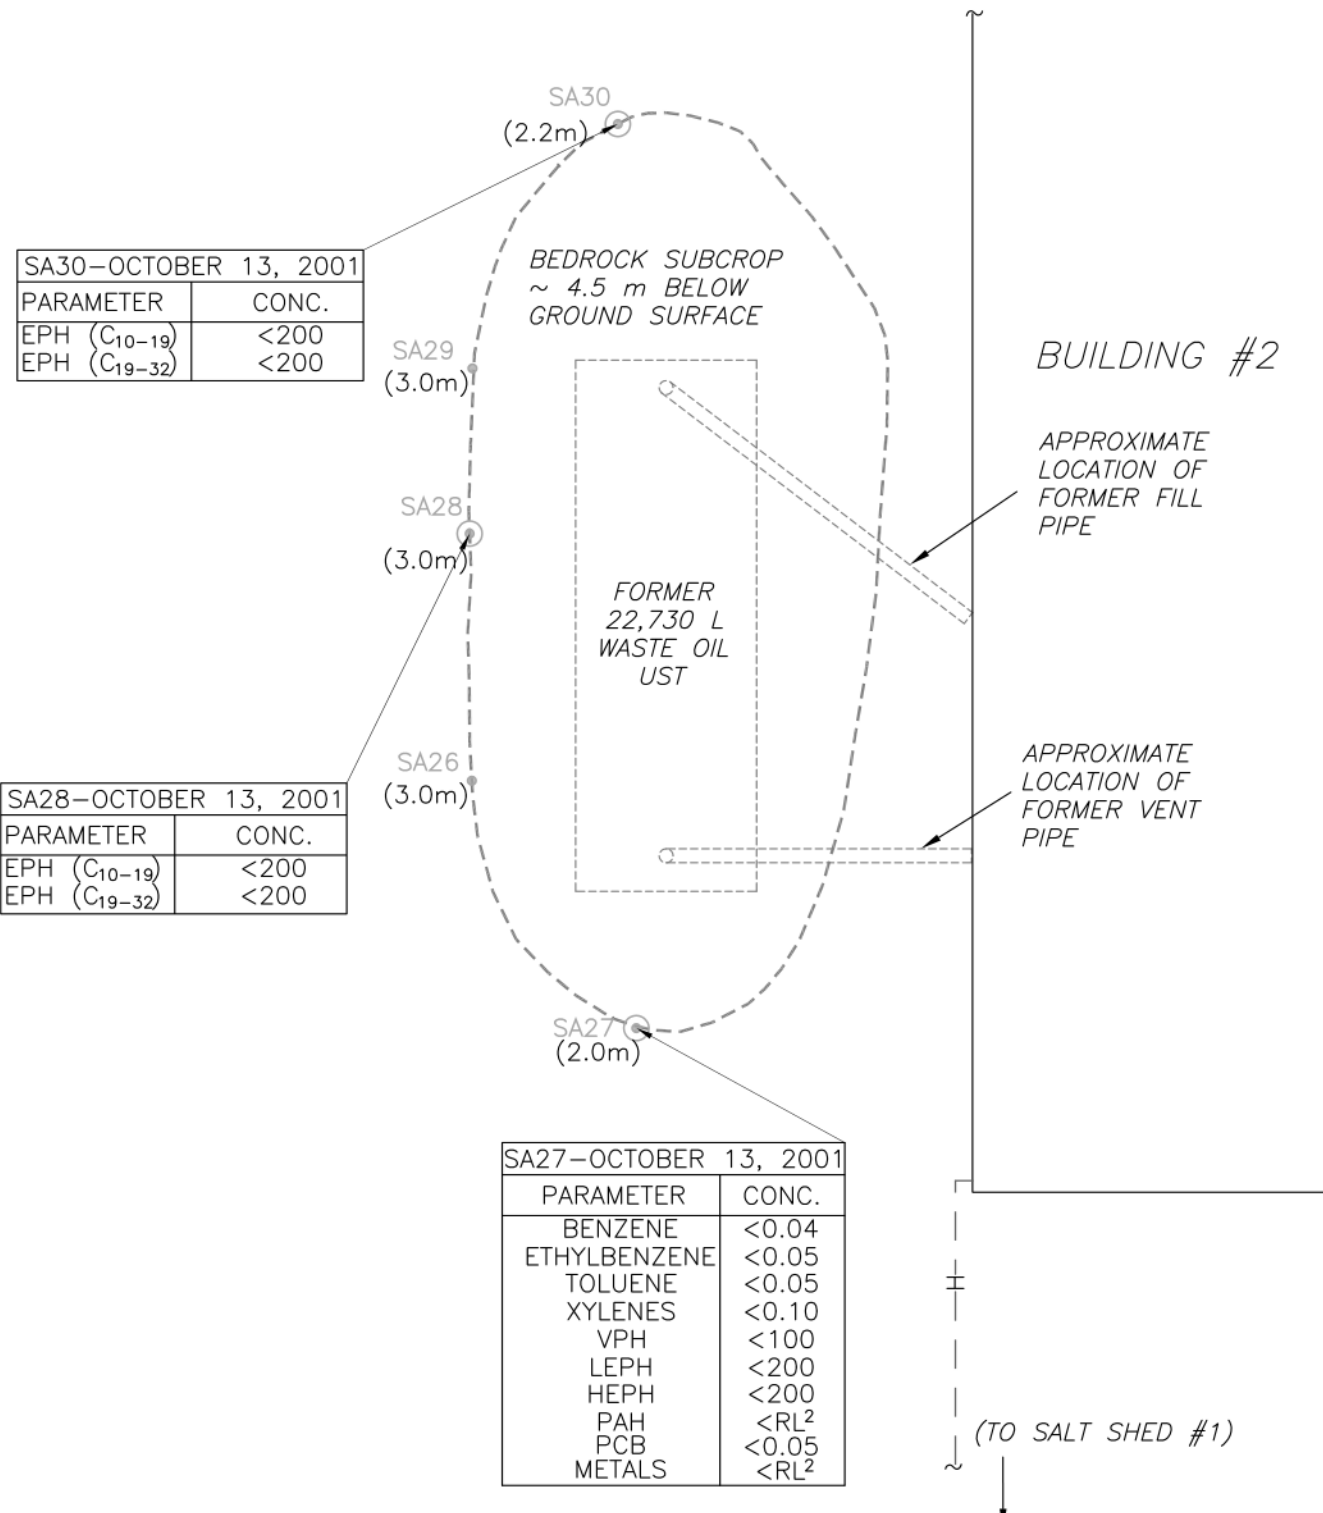 SA30
(2.2m)
SA30-OCTOBER 13, 2001
PARAMETER CONC.
EPH (C₁₀₋₁₉) <200
EPH (C₁₉₋₃₂) <200
BEDROCK SUBCROP
~ 4.5 m BELOW
GROUND SURFACE
SA29
(3.0m)
BUILDING #2
APPROXIMATE
LOCATION OF
FORMER FILL
PIPE
SA28
(3.0m)
FORMER
22,730 L
WASTE OIL
UST
SA26
(3.0m)
APPROXIMATE
LOCATION OF
FORMER VENT
PIPE
SA28-OCTOBER 13, 2001
PARAMETER CONC.
EPH (C₁₀₋₁₉) <200
EPH (C₁₉₋₃₂) <200
SA27
(2.0m)
SA27-OCTOBER 13, 2001
PARAMETER CONC.
BENZENE <0.04
ETHYLBENZENE <0.05
TOLUENE <0.05
XYLENES <0.10
VPH <100
LEPH <200
HEPH <200
PAH <RL²
PCB <0.05
METALS <RL²
(TO SALT SHED #1)